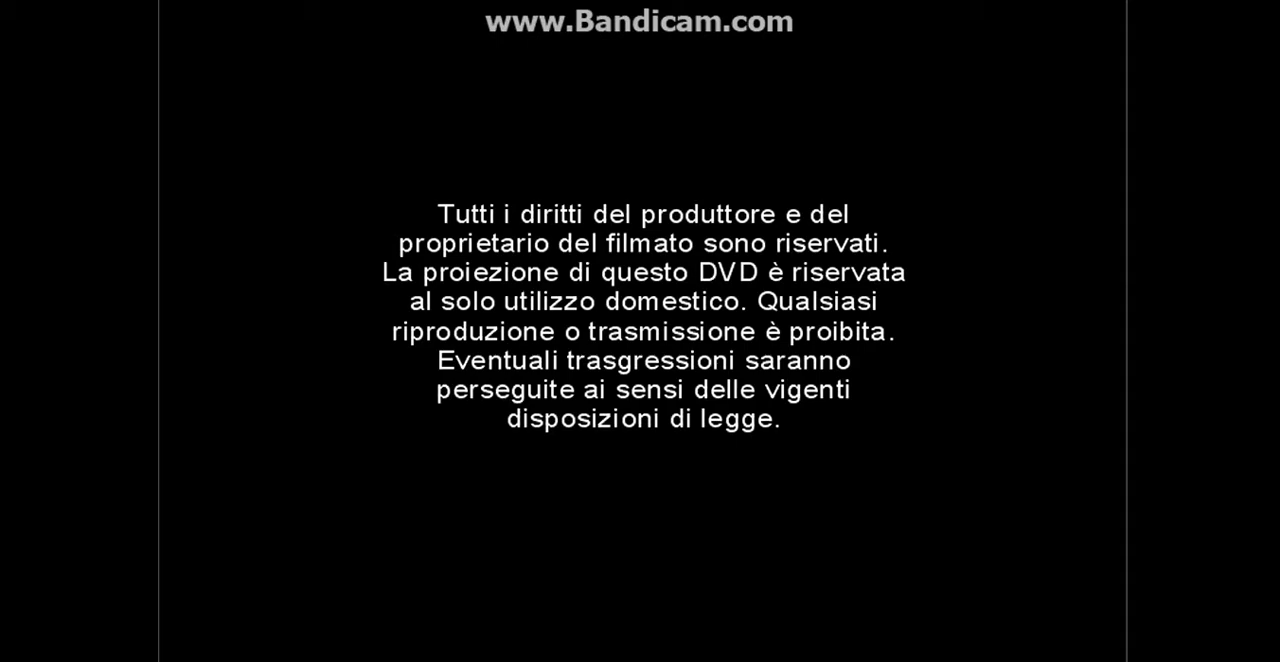 www.Bandicam.com
Tutti i diritti del produttore e del
proprietario del filmato sono riservati.
La proiezione di questo DVD è riservata
al solo utilizzo domestico. Qualsiasi
riproduzione o trasmissione è proibita.
Eventuali trasgressioni saranno
perseguite ai sensi delle vigenti
disposizioni di legge.